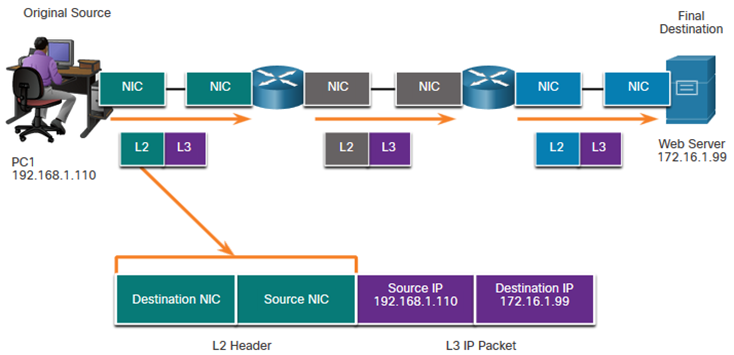 Original Source
Final
Destination
NIC
NIC
NIC
NIC
NIC
NIC
L2 L3
L2 L3
L2 L3
PC1
192.168.1.110
Web Server
172.16.1.99
Destination NIC
Source NIC
Source IP
192.168.1.110
Destination IP
172.16.1.99
L2 Header
L3 IP Packet